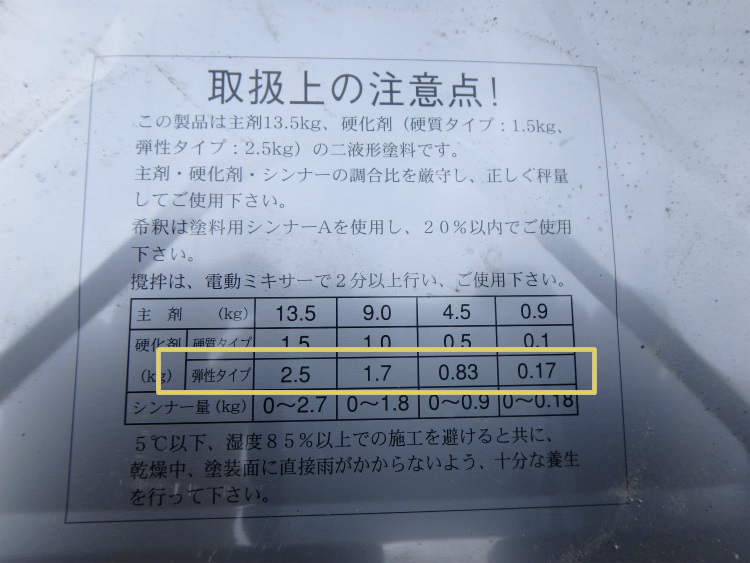 取扱上の注意点！
この製品は主剤13.5kg、硬化剤（硬質タイプ：1.5kg、
弾性タイプ：2.5kg）の二液形塗料です。
主剤・硬化剤・シンナーの調合比を厳守し、正しく秤量
してご使用下さい。
希釈は塗料用シンナーAを使用し、２０％以内でご使用
下さい。
攪拌は、電動ミキサーで２分以上行い、ご使用下さい。
主 剤 (kg) 13.5 9.0 4.5 0.9
硬化剤 硬質タイプ 1.5 1.0 0.5 0.1
(kg) 弾性タイプ 2.5 1.7 0.83 0.17
シンナー量(kg) 0～2.7 0～1.8 0～0.9 0～0.18
５℃以下、湿度８５％以上での施工を避けると共に、
乾燥中、塗装面に直接雨がかからないよう、十分な養生
を行って下さい。